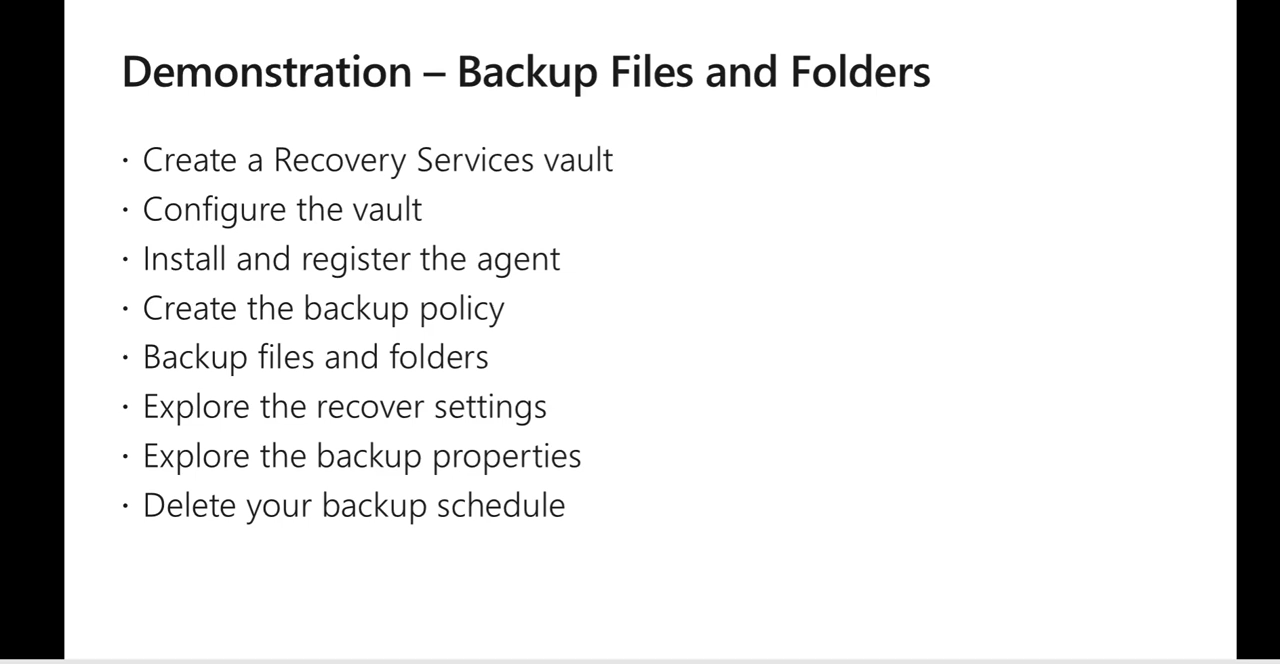 Demonstration – Backup Files and Folders
· Create a Recovery Services vault
· Configure the vault
· Install and register the agent
· Create the backup policy
· Backup files and folders
· Explore the recover settings
· Explore the backup properties
· Delete your backup schedule